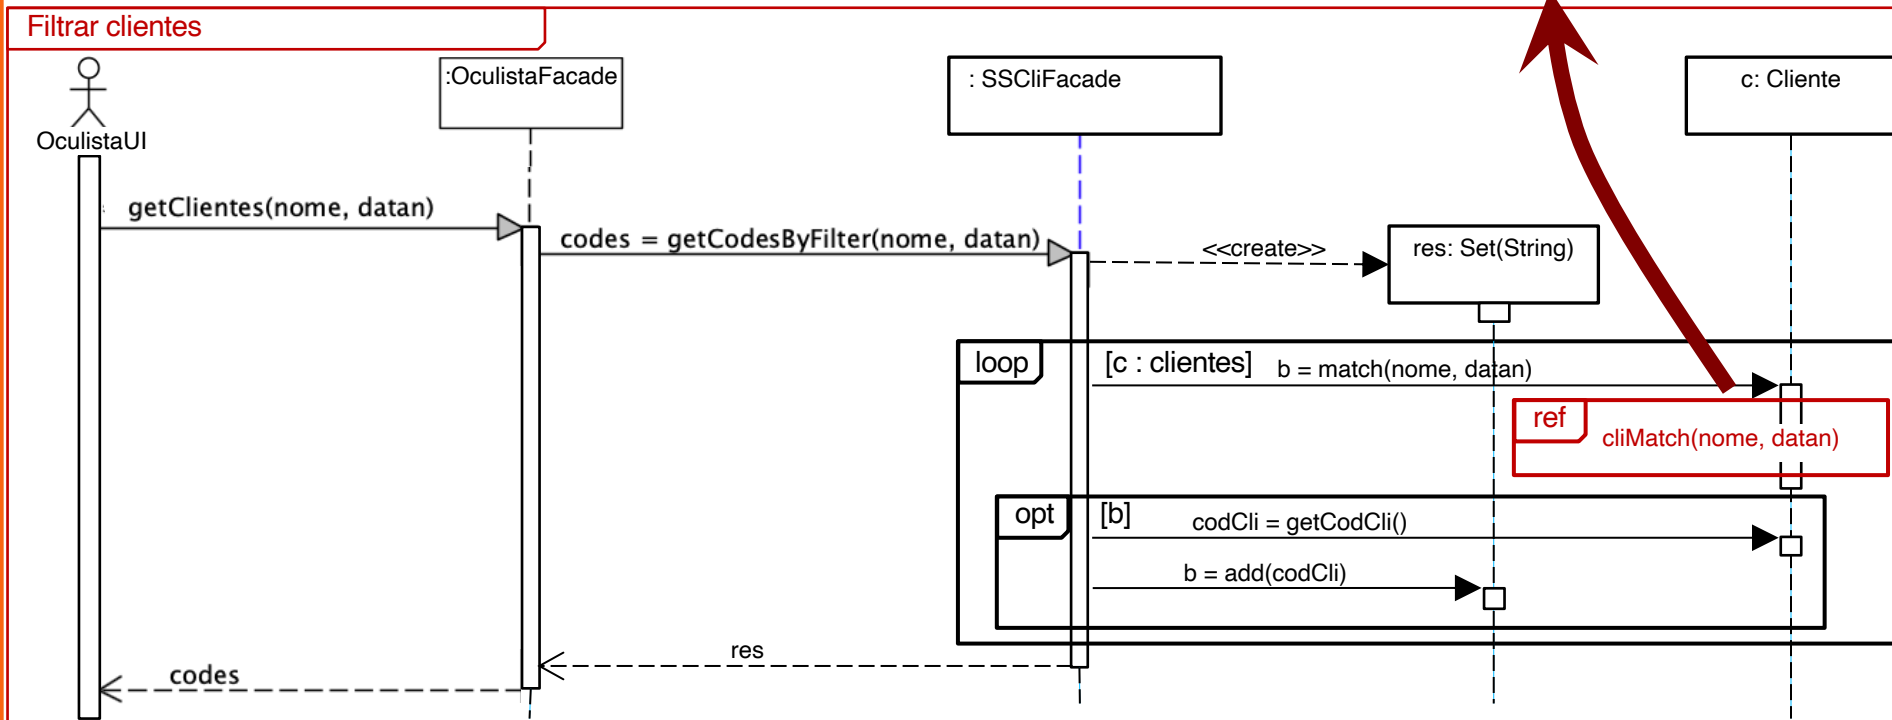 Filtrar clientes
:OculistaFacade
: SSCliFacade
c: Cliente
OculistaUI
getClientes(nome, datan)
codes = getCodesByFilter(nome, datan)
<<create>>
res: Set(String)
loop
[c : clientes]
b = match(nome, datan)
ref
cliMatch(nome, datan)
opt
[b]
codCli = getCodCli()
b = add(codCli)
res
codes